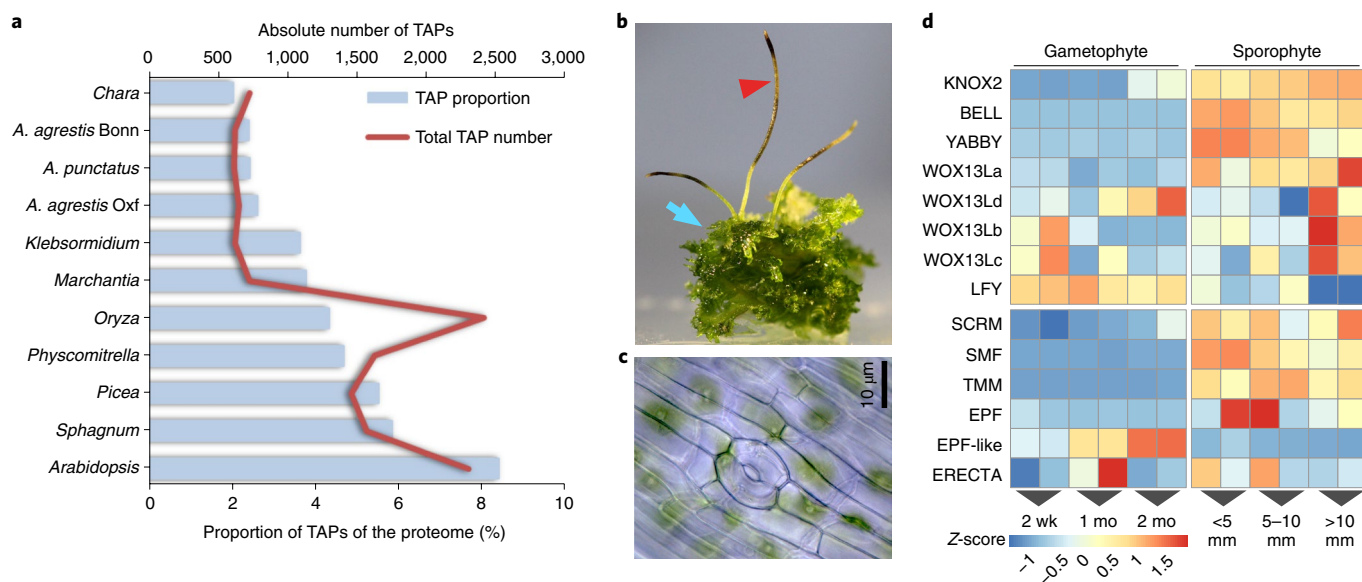 a
Absolute number of TAPs
0 500 1,000 1,500 2,000 2,500 3,000
Chara
A. agrestis Bonn
A. punctatus
A. agrestis Oxf
Klebsormidium
Marchantia
Oryza
Physcomitrella
Picea
Sphagnum
Arabidopsis
TAP proportion
Total TAP number
0 2 4 6 8 10
Proportion of TAPs of the proteome (%)
b
c
10 µm
d
Gametophyte Sporophyte
KNOX2
BELL
YABBY
WOX13La
WOX13Ld
WOX13Lb
WOX13Lc
LFY
SCRM
SMF
TMM
EPF
EPF-like
ERECTA
2 wk 1 mo 2 mo <5 5–10 >10
mm mm mm
Z-score
–1 –0.5 0 0.5 1 1.5